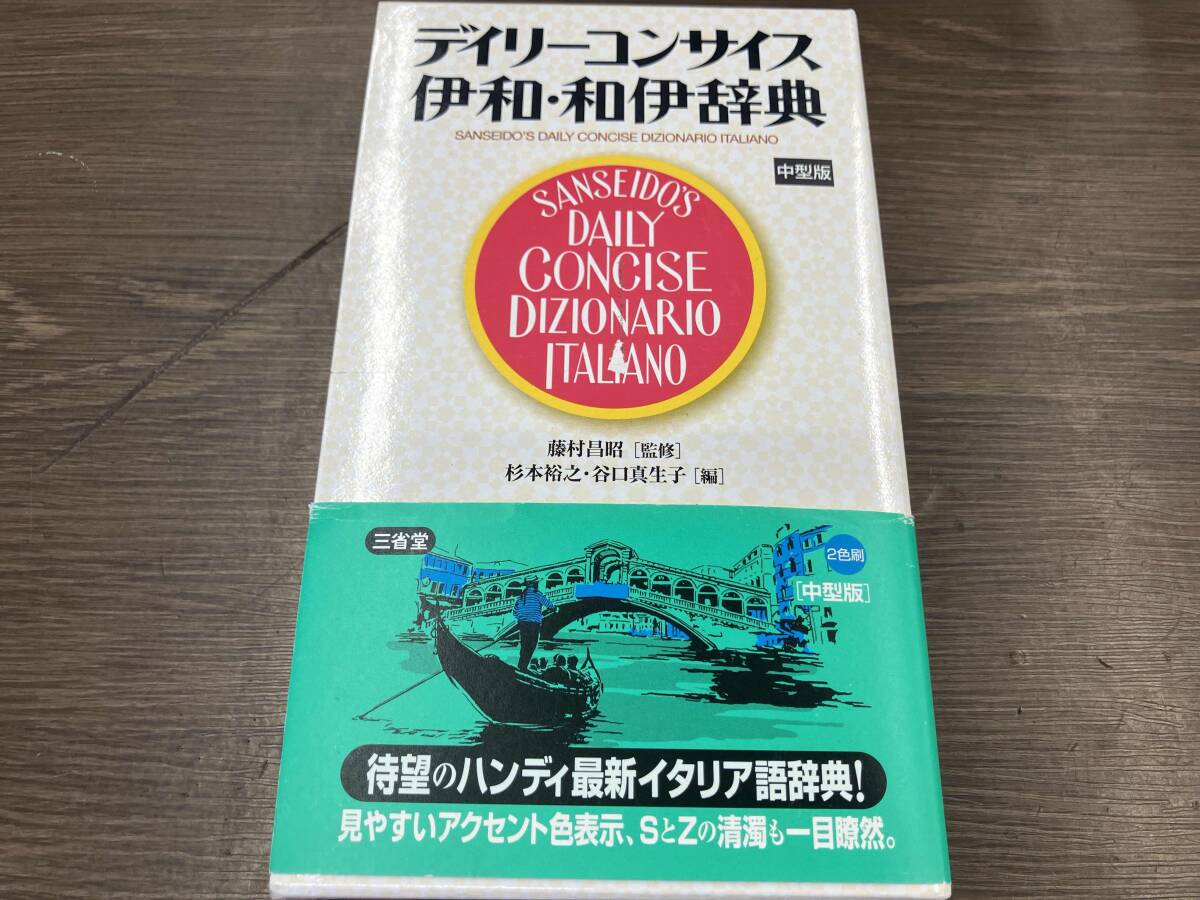 デイリーコンサイス
伊和・和伊辞典
SANSEIDO'S DAILY CONCISE DIZIONARIO ITALIANO
中型版
SANSEIDO'S
DAILY
CONCISE
DIZIONARIO
ITALIANO
藤村昌昭［監修］
杉本裕之・谷口真生子［編］
三省堂
2色刷
［中型版］
待望のハンディ最新イタリア語辞典!
見やすいアクセント色表示、SとZの清濁も一目瞭然。